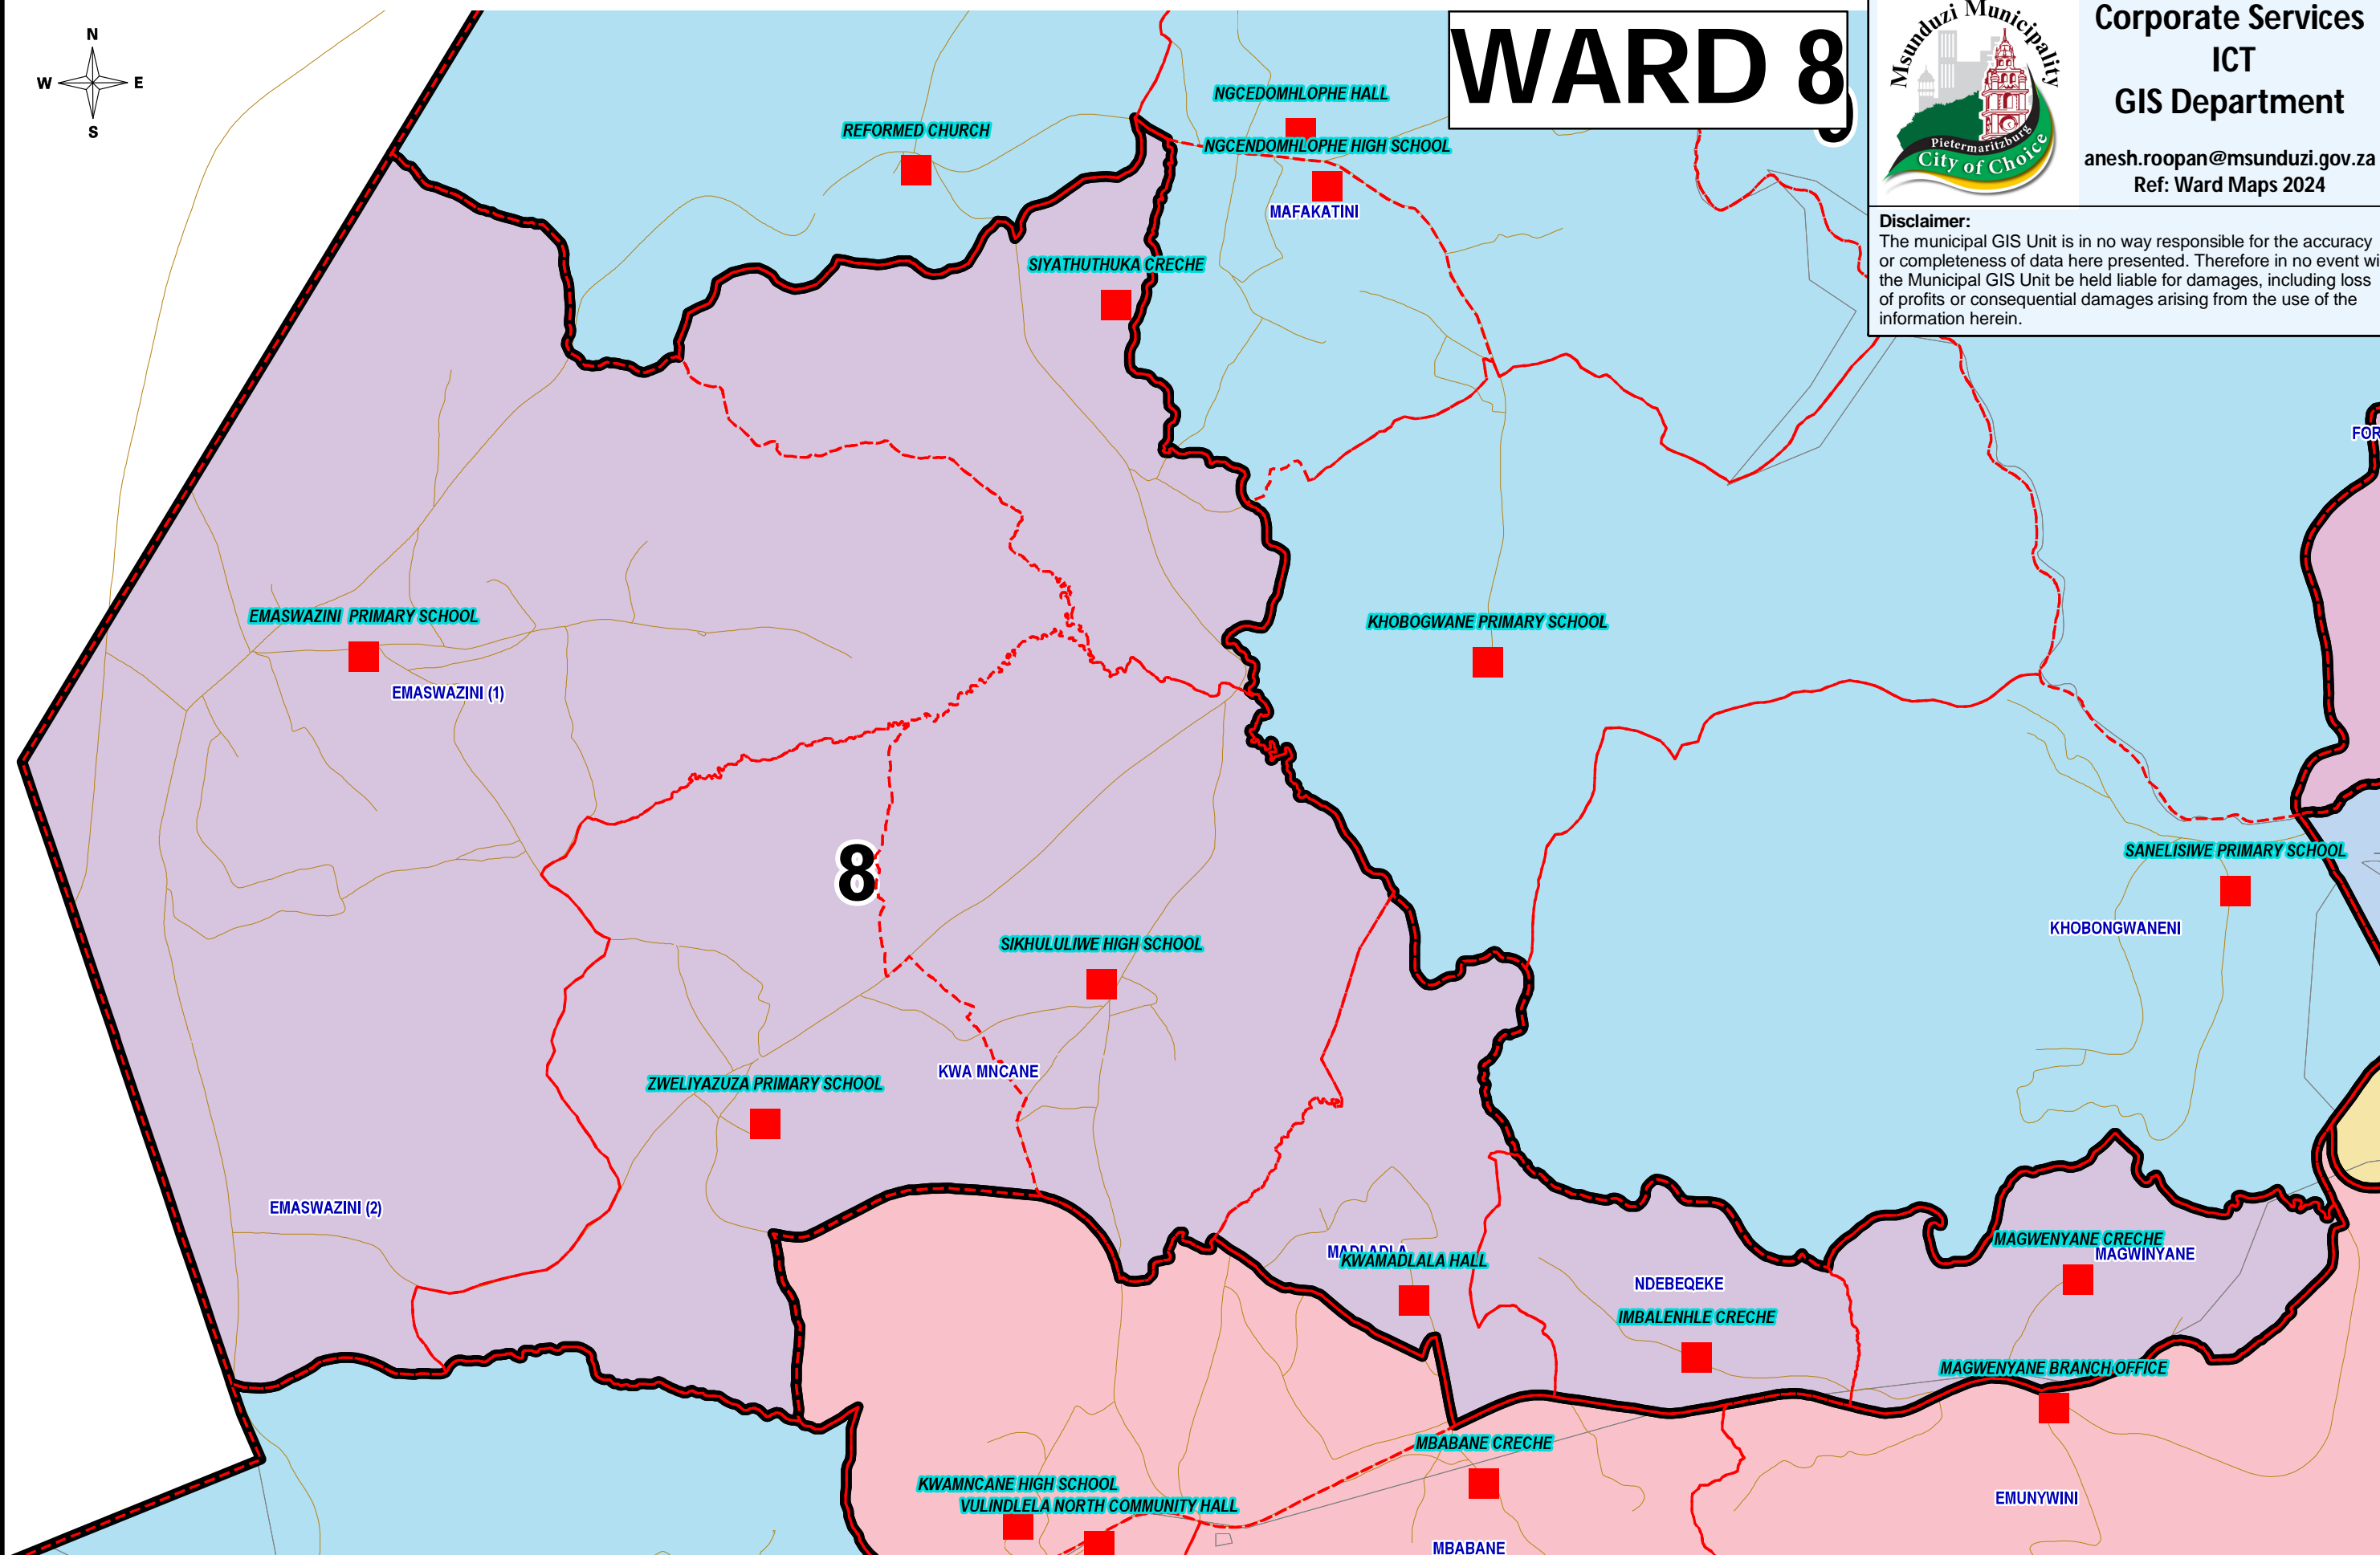 N
W
E
S
WARD 8
Msunduzi Municipality
Pietermaritzburg
City of Choice
Corporate Services
ICT
GIS Department
anesh.roopan@msunduzi.gov.za
Ref: Ward Maps 2024
Disclaimer:
The municipal GIS Unit is in no way responsible for the accuracy
or completeness of data here presented. Therefore in no event wi
the Municipal GIS Unit be held liable for damages, including loss
of profits or consequential damages arising from the use of the
information herein.
NGCEDOMHLOPHE HALL
REFORMED CHURCH
NGCENDOMHLOPHE HIGH SCHOOL
MAFAKATINI
SIYATHUTHUKA CRECHE
FOR
EMASWAZINI PRIMARY SCHOOL
KHOBOGWANE PRIMARY SCHOOL
EMASWAZINI (1)
8
SANELISIWE PRIMARY SCHOOL
KHOBONGWANENI
SIKHULULIWE HIGH SCHOOL
KWA MNCANE
ZWELIYAZUZA PRIMARY SCHOOL
EMASWAZINI (2)
MAGWENYANE CRECHE
MADLADLA
MAGWINYANE
KWAMADLALA HALL
NDEBEQEKE
IMBALENHLE CRECHE
MAGWENYANE BRANCH OFFICE
MBABANE CRECHE
KWAMNCANE HIGH SCHOOL
EMUNYWINI
VULINDLELA NORTH COMMUNITY HALL
MBABANE